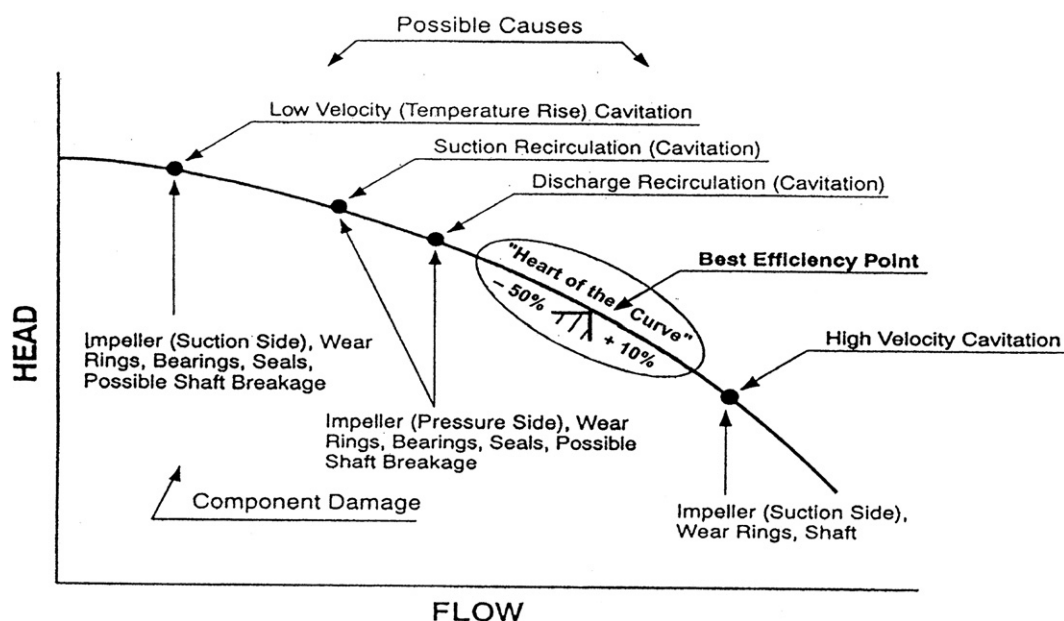 Possible Causes
Low Velocity (Temperature Rise) Cavitation
Suction Recirculation (Cavitation)
Discharge Recirculation (Cavitation)
"Heart of the Curve"
Best Efficiency Point
– 50%
+ 10%
High Velocity Cavitation
HEAD
Impeller (Suction Side), Wear
Rings, Bearings, Seals,
Possible Shaft Breakage
Impeller (Pressure Side), Wear
Rings, Bearings, Seals, Possible
Shaft Breakage
Component Damage
Impeller (Suction Side),
Wear Rings, Shaft
FLOW